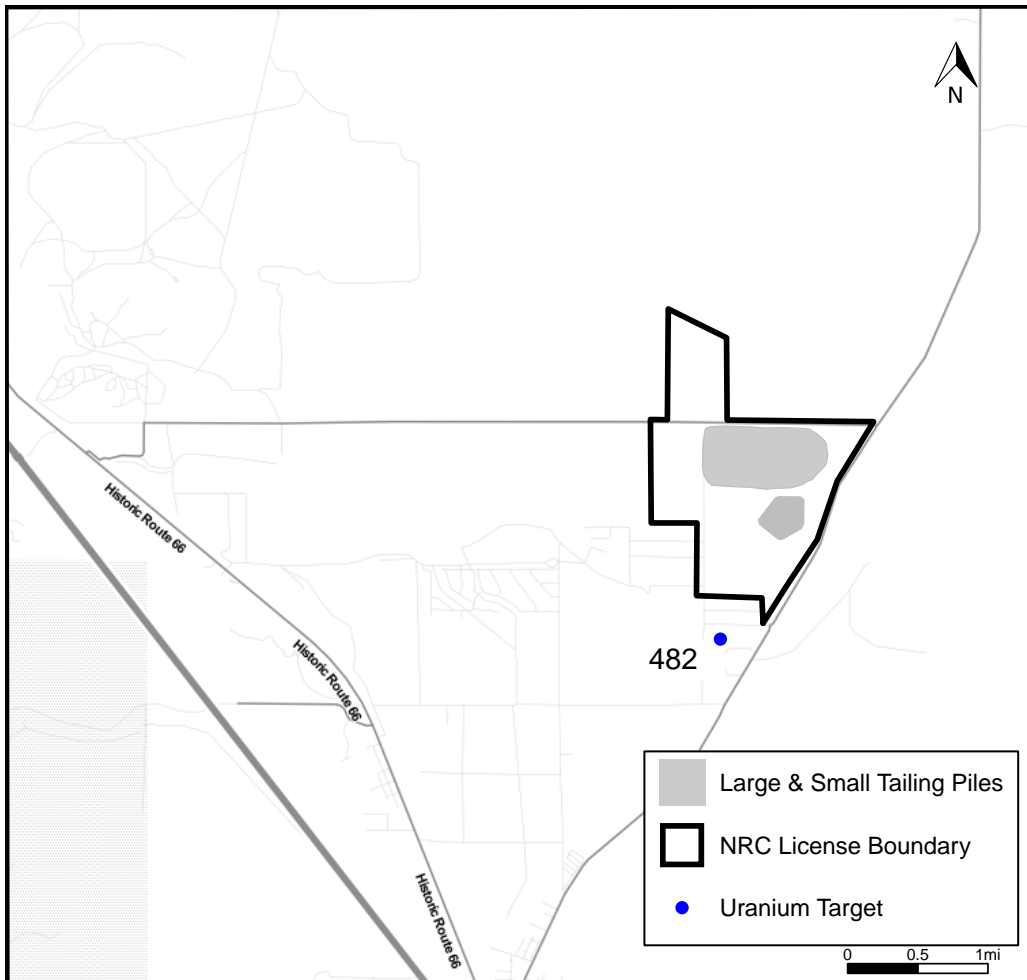 N
Historic Route 66
Historic Route 66
482
Historic Route 66
Large & Small Tailing Piles
NRC License Boundary
Uranium Target
0 0.5 1mi